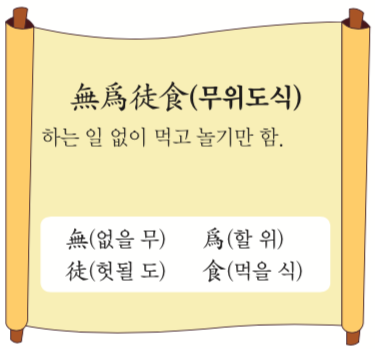 無爲徒食(무위도식)
하는 일 없이 먹고 놀기만 함.
無(없을 무) 爲(할 위)
徒(헛될 도) 食(먹을 식)